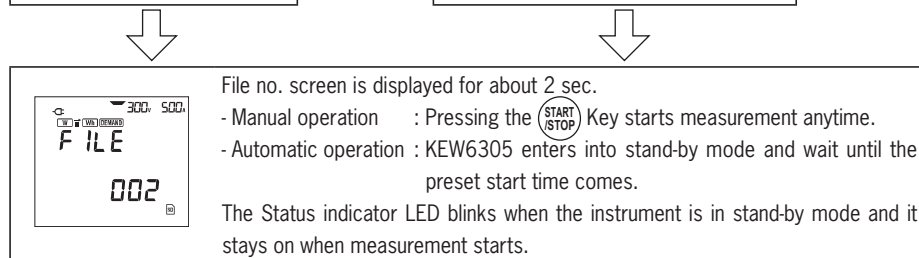 File no. screen is displayed for about 2 sec.
300V 500A
W Wh DEMAND
FILE
002
SD
- Manual operation : Pressing the START /STOP Key starts measurement anytime.
- Automatic operation : KEW6305 enters into stand-by mode and wait until the
preset start time comes.
The Status indicator LED blinks when the instrument is in stand-by mode and it
stays on when measurement starts.